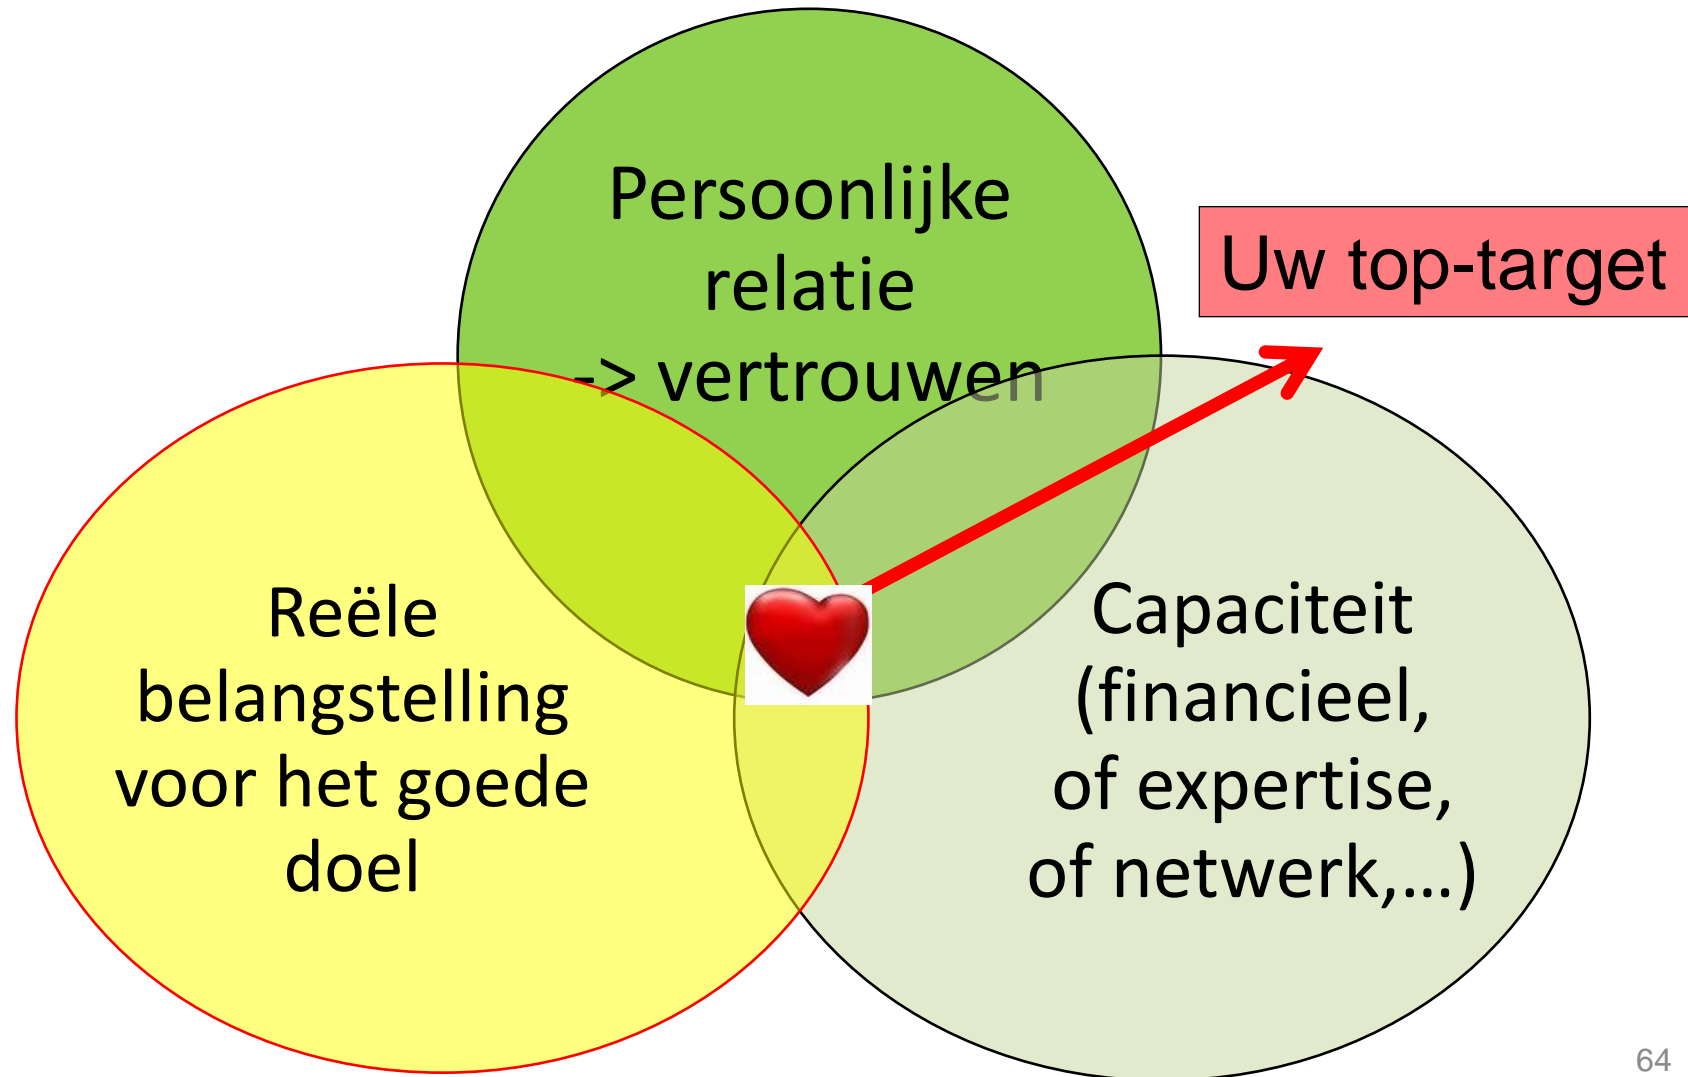 Persoonlijke
relatie
-> vertrouwen
Uw top-target
Reële
belangstelling
voor het goede
doel
Capaciteit
(financieel,
of expertise,
of netwerk,...)
64